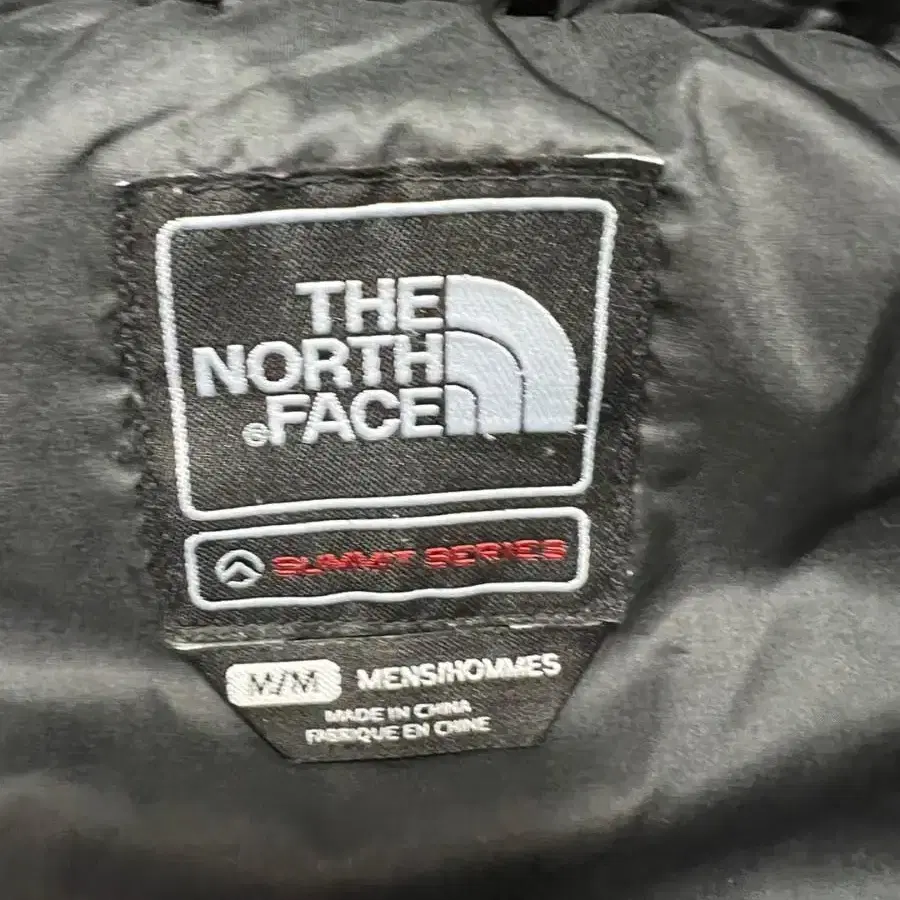 THE
NORTH
®FACE
SUMMIT SERIES
M/M MENS/HOMMES
MADE IN CHINA
FABRIQUE EN CHINE